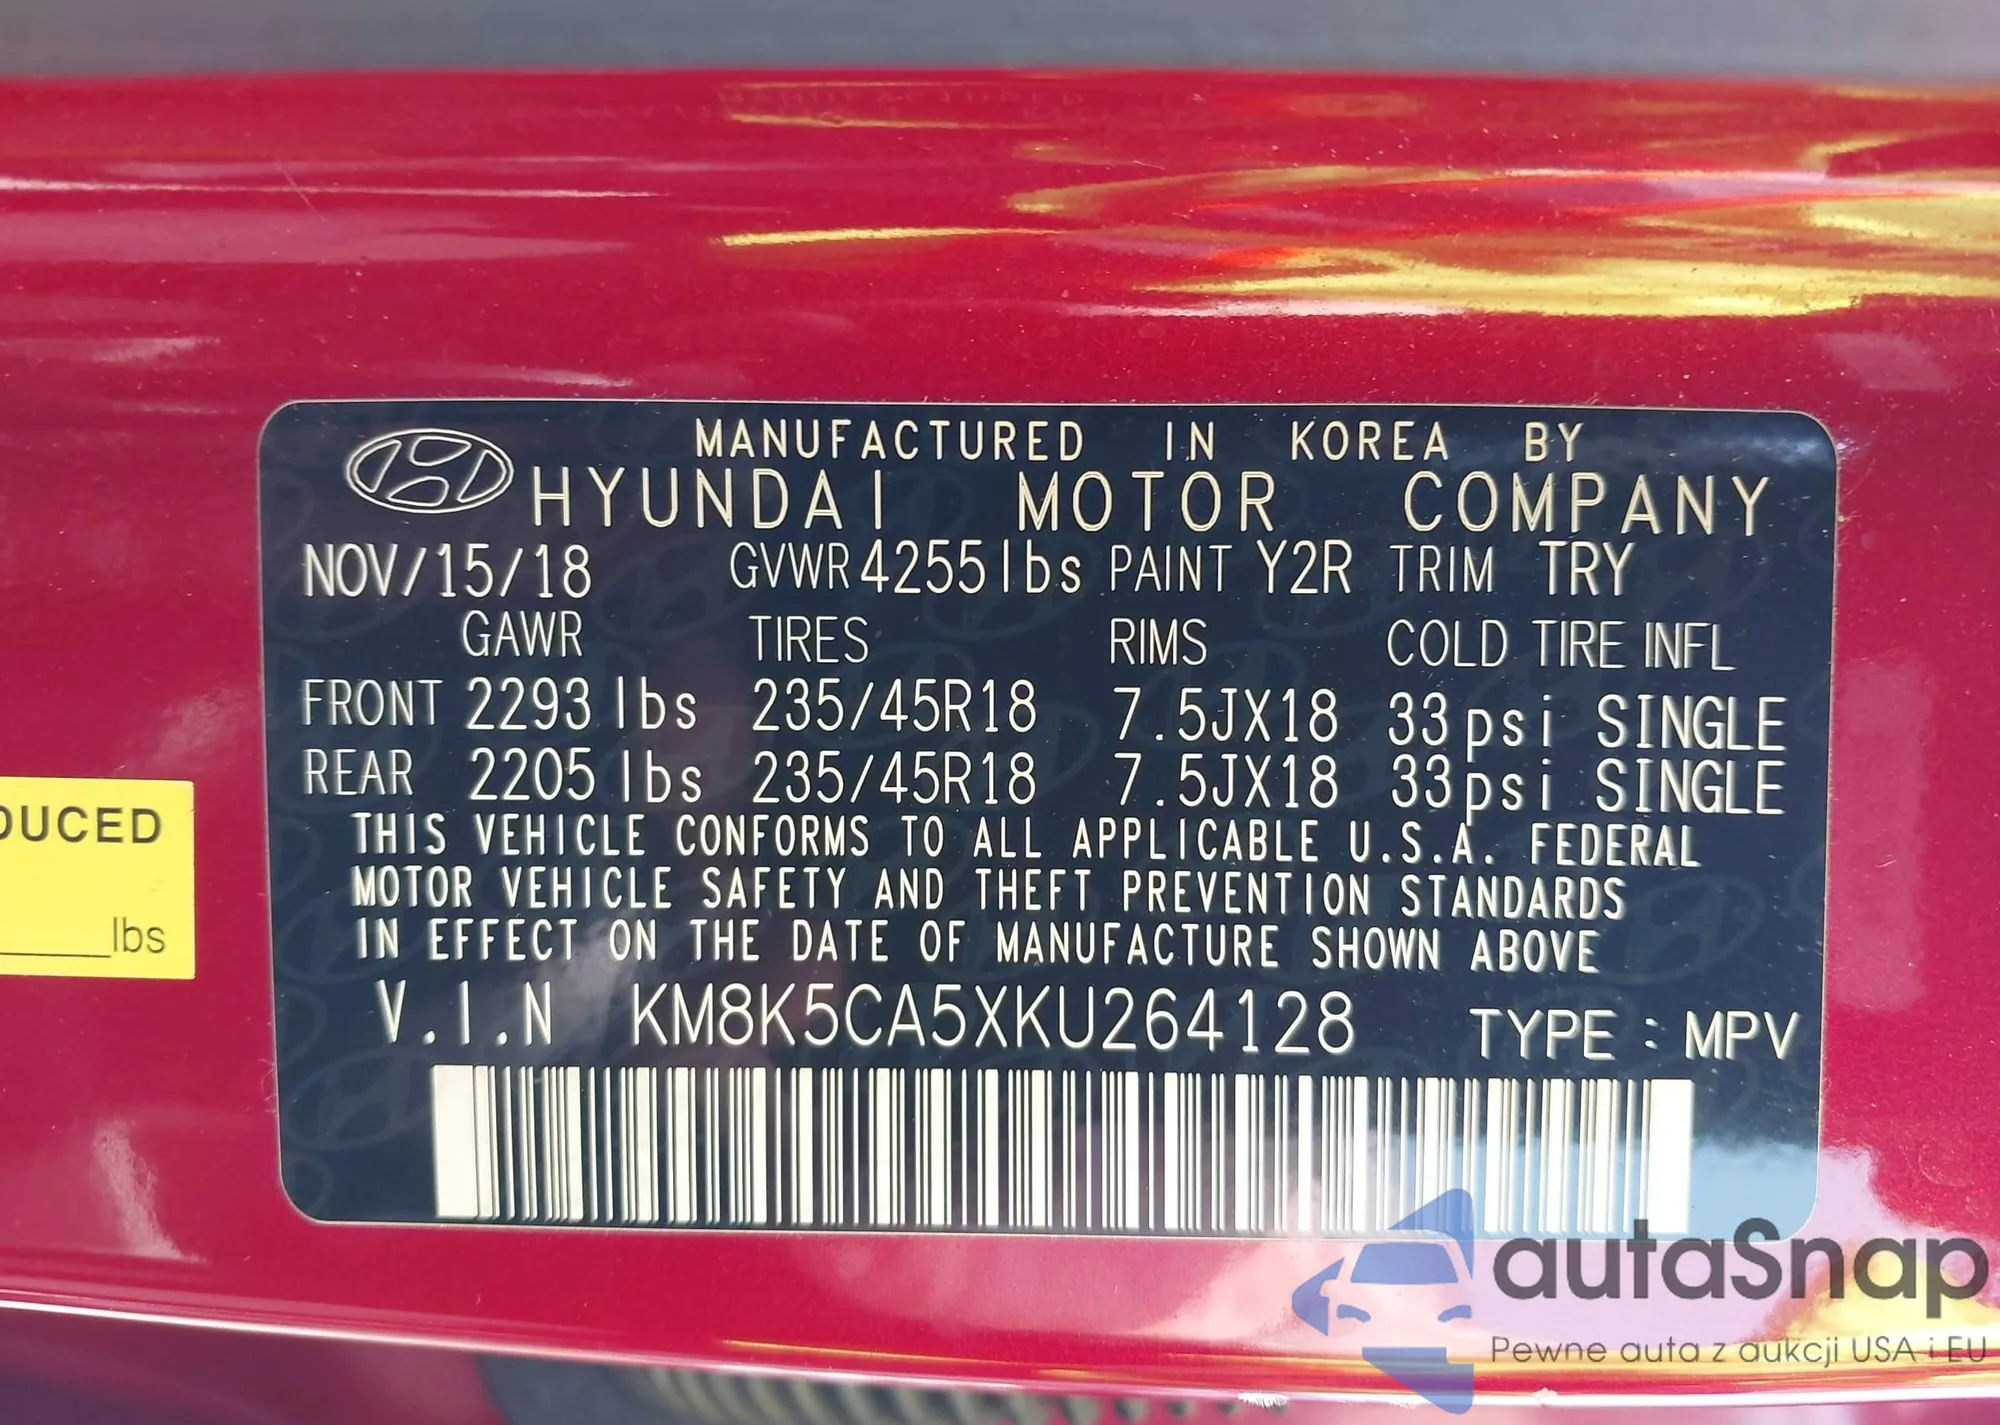 MANUFACTURED IN KOREA BY
HYUNDAI MOTOR COMPANY
NOV/15/18 GVWR 4255lbs PAINT Y2R TRIM TRY
GAWR TIRES RIMS COLD TIRE INFL
FRONT 2293 lbs 235/45R18 7.5JX18 33psi SINGLE
REAR 2205 lbs 235/45R18 7.5JX18 33psi SINGLE
THIS VEHICLE CONFORMS TO ALL APPLICABLE U.S.A. FEDERAL
MOTOR VEHICLE SAFETY AND THEFT PREVENTION STANDARDS
IN EFFECT ON THE DATE OF MANUFACTURE SHOWN ABOVE
V.I.N KM8K5CA5XKU264128 TYPE : MPV
DUCED
lbs
autaSnap
Pewne auta z aukcji USA i EU